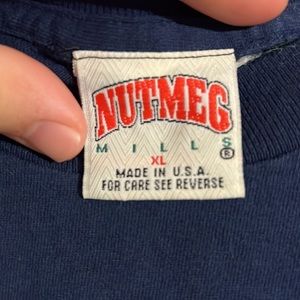 NUTMEG
MILLS
®
XL
MADE IN U.S.A.
FOR CARE SEE REVERSE